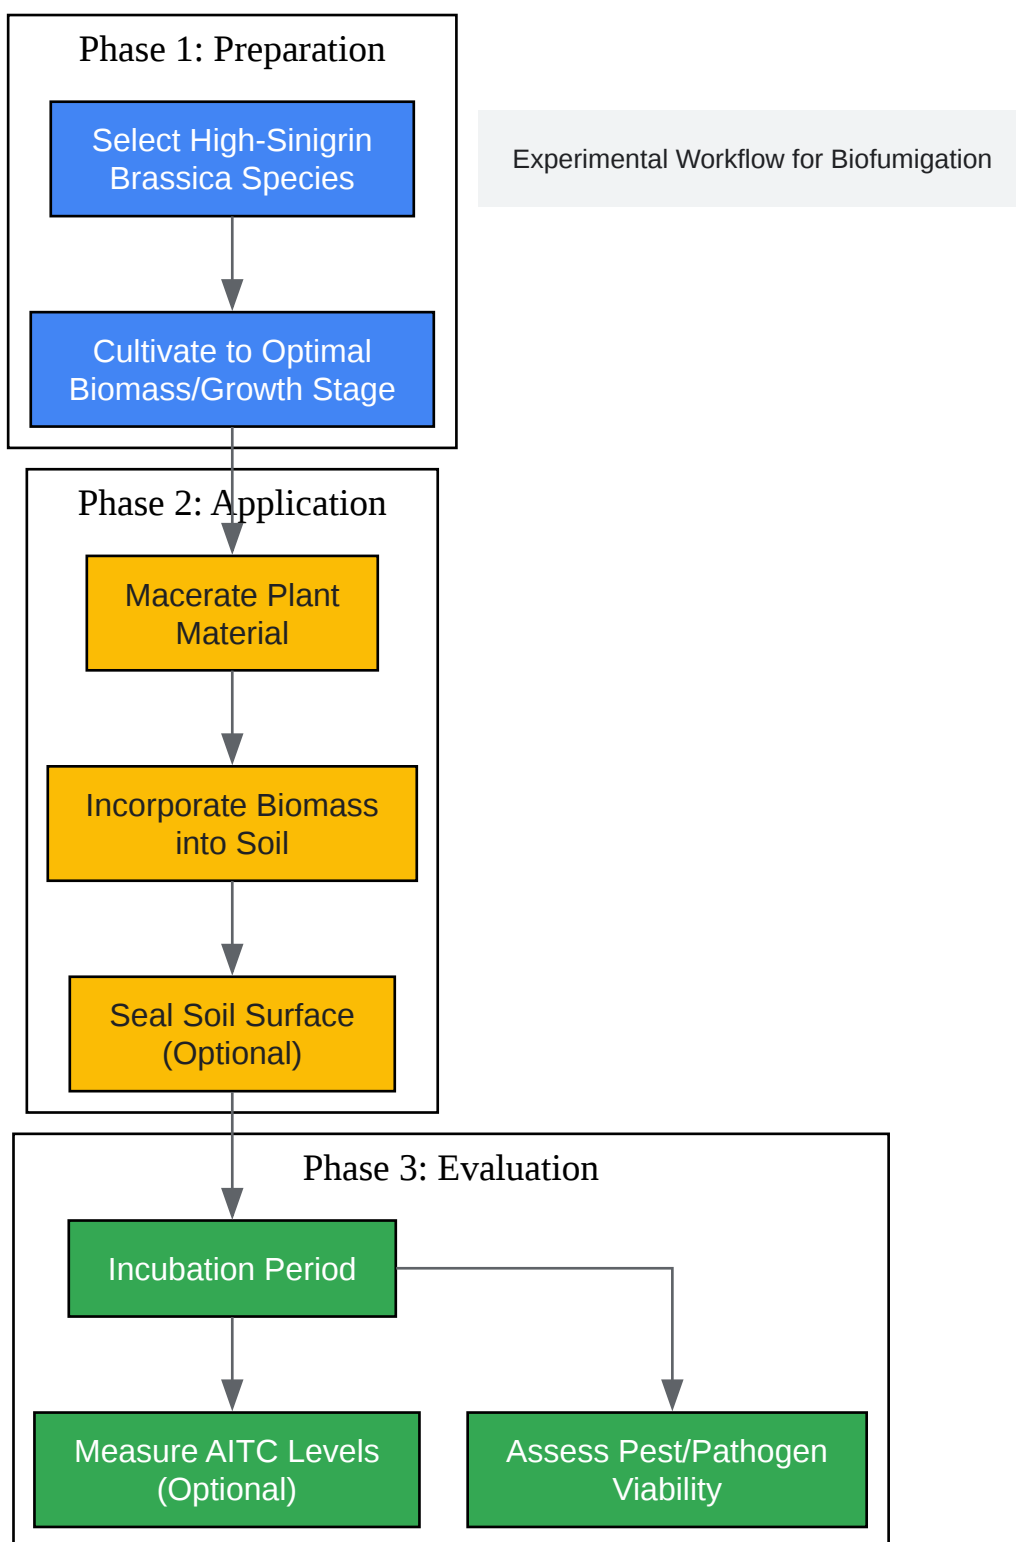 Phase 1: Preparation
Select High-Sinigrin
Brassica Species
Experimental Workflow for Biofumigation
Cultivate to Optimal
Biomass/Growth Stage
Phase 2: Application
Macerate Plant
Material
Incorporate Biomass
into Soil
Seal Soil Surface
(Optional)
Phase 3: Evaluation
Incubation Period
Measure AITC Levels
(Optional)
Assess Pest/Pathogen
Viability